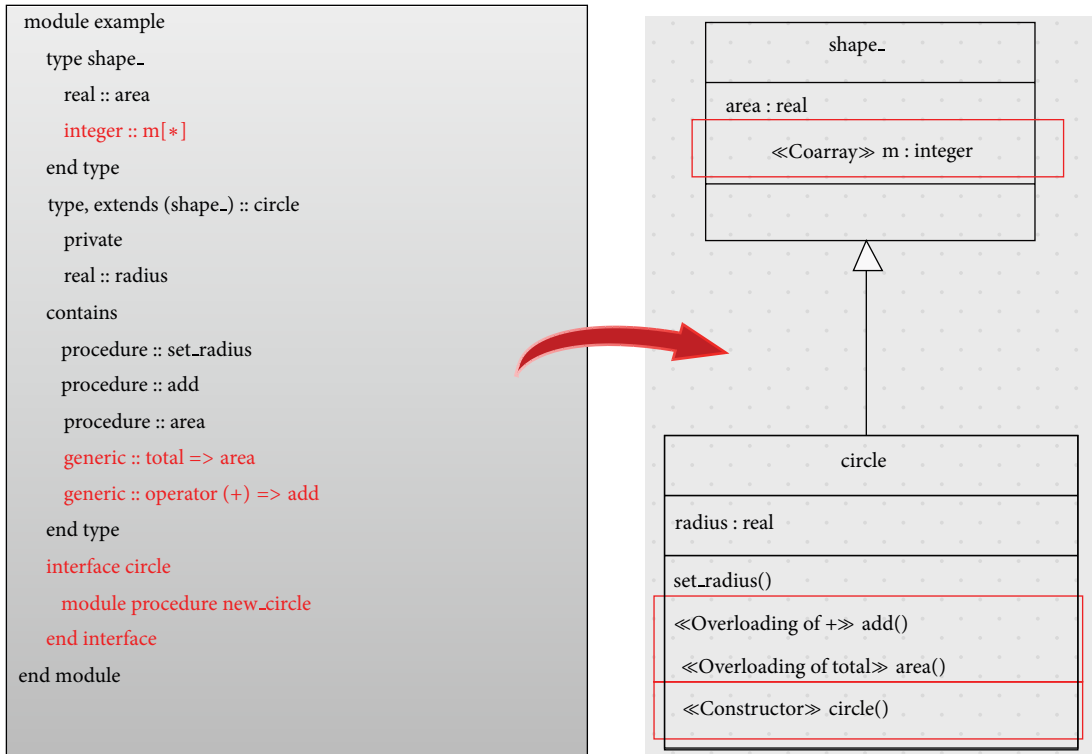 module example
type shape_
real :: area
integer :: m[*]
end type
type, extends (shape_) :: circle
private
real :: radius
contains
procedure :: set_radius
procedure :: add
procedure :: area
generic :: total => area
generic :: operator (+) => add
end type
interface circle
module procedure new_circle
end interface
end module
shape_
area : real
≪Coarray≫ m : integer
circle
radius : real
set_radius()
≪Overloading of +≫ add()
≪Overloading of total≫ area()
≪Constructor≫ circle()